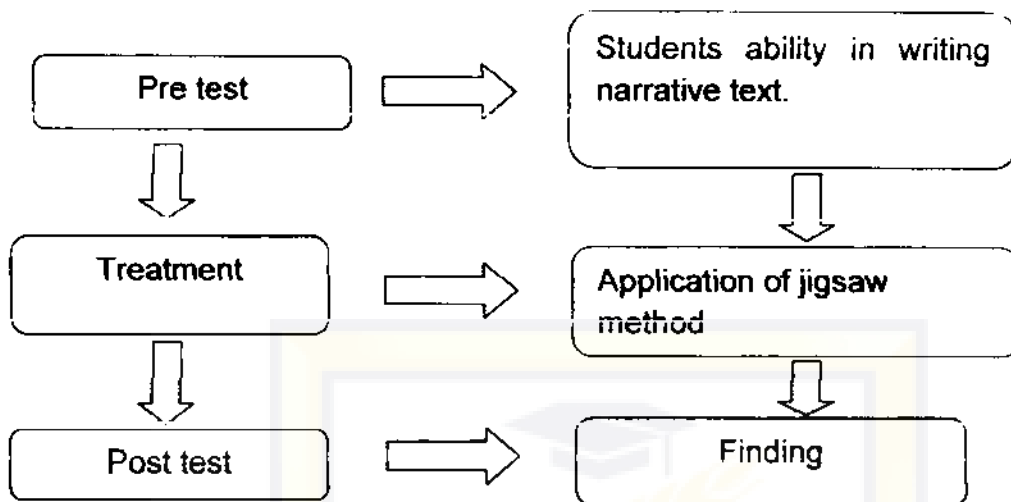 Pre test
Students ability in writing
narrative text.
Treatment
Application of jigsaw
method
Post test
Finding